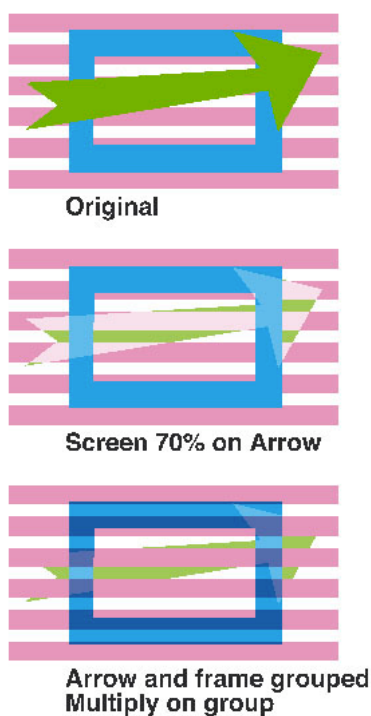 Original
Screen 70% on Arrow
Arrow and frame grouped
Multiply on group